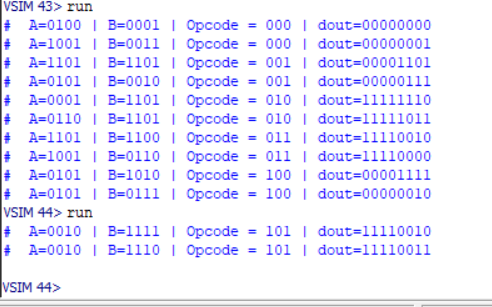 VSIM 43> run
# A=0100 | B=0001 | Opcode = 000 | dout=00000000
# A=1001 | B=0011 | Opcode = 000 | dout=00000001
# A=1101 | B=1101 | Opcode = 001 | dout=00001101
# A=0101 | B=0010 | Opcode = 001 | dout=00000111
# A=0001 | B=1101 | Opcode = 010 | dout=11111110
# A=0110 | B=1101 | Opcode = 010 | dout=11111011
# A=1101 | B=1100 | Opcode = 011 | dout=11110010
# A=1001 | B=0110 | Opcode = 011 | dout=11110000
# A=0101 | B=1010 | Opcode = 100 | dout=00001111
# A=0101 | B=0111 | Opcode = 100 | dout=00000010
VSIM 44> run
# A=0010 | B=1111 | Opcode = 101 | dout=11110010
# A=0010 | B=1110 | Opcode = 101 | dout=11110011
VSIM 44>